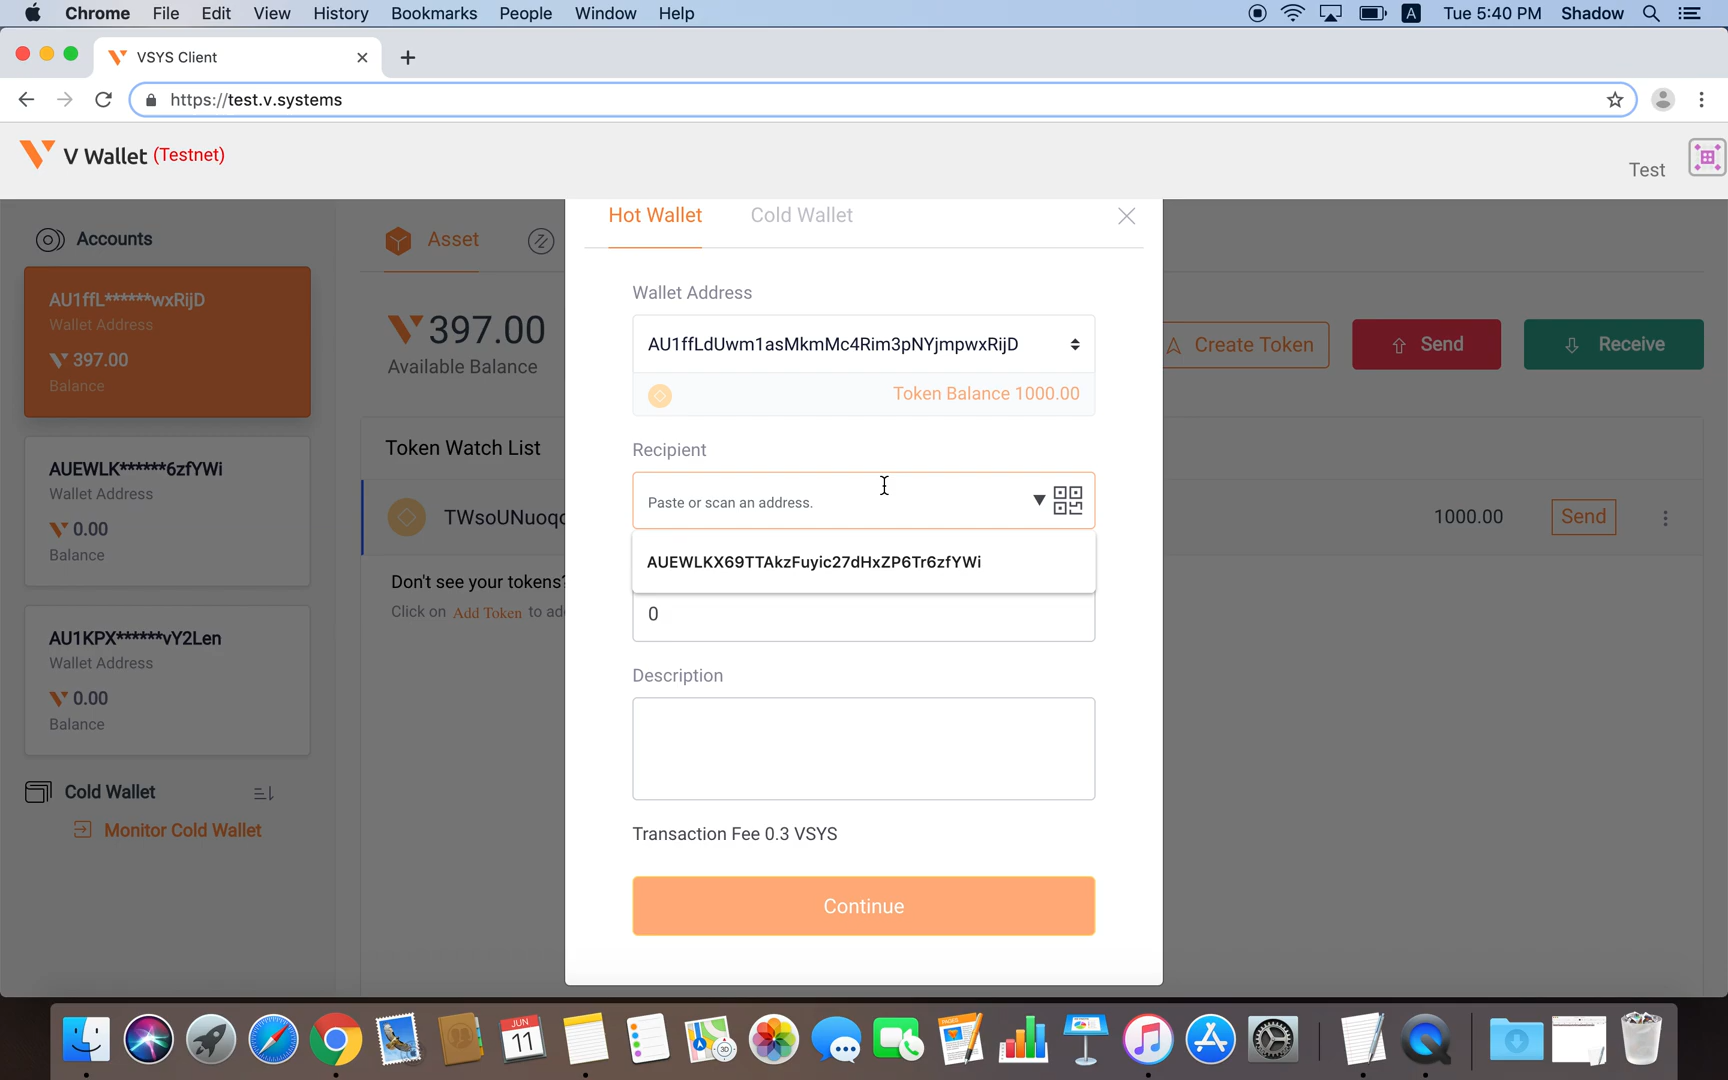 Chrome File Edit View History Bookmarks People Window Help A Tue 5:40 PM Shadow
VSYS Client
https://test.v.systems
V Wallet (Testnet)
Test
Accounts
AU1ffL******wxRijD
Wallet Address
397.00
Balance
AUEWLK******6zfYWi
Wallet Address
0.00
Balance
AU1KPX******vY2Len
Wallet Address
0.00
Balance
Cold Wallet
Monitor Cold Wallet
Asset
397.00
Available Balance
Create Token
Send
Receive
Token Watch List
TWsoUNuoqc
1000.00
Send
Don't see your tokens?
Click on Add Token to ad
Hot Wallet
Cold Wallet
Wallet Address
AU1ffLdUwm1asMkmMc4Rim3pNYjmpwxRijD
Token Balance 1000.00
Recipient
Paste or scan an address.
AUEWLKX69TTAkzFuyic27dHxZP6Tr6zfYWi
0
Description
Transaction Fee 0.3 VSYS
Continue
JUN
11
3D